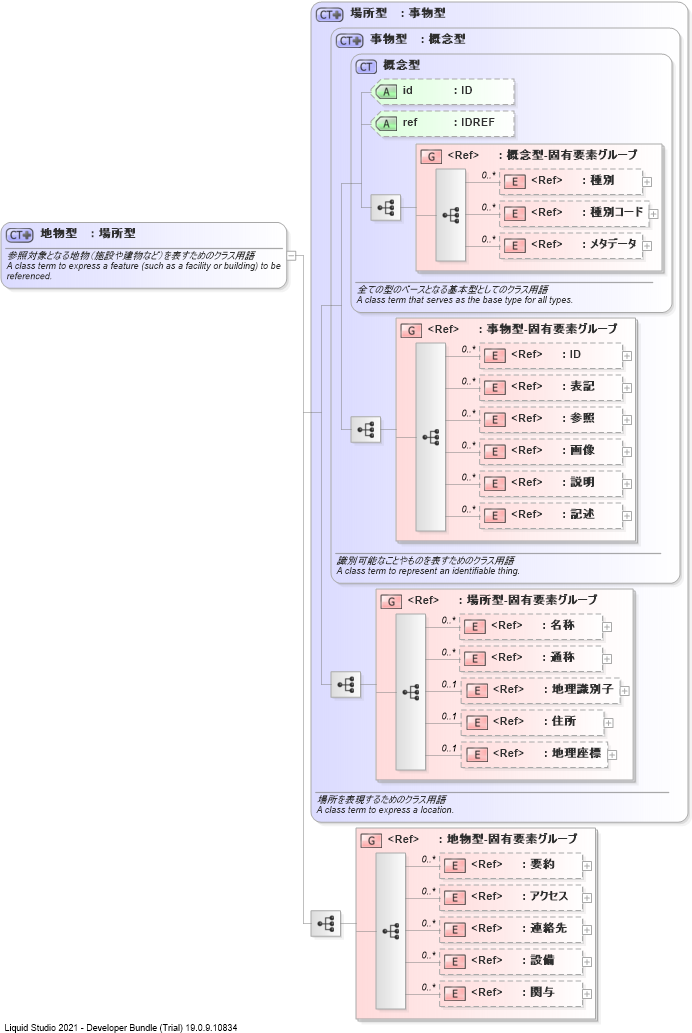 CT+ 場所型 : 事物型
CT+ 事物型 : 概念型
CT 概念型
A id : ID
A ref : IDREF
G <Ref> : 概念型-固有要素グループ
0..* E <Ref> : 種別
0..* E <Ref> : 種別コード
0..* E <Ref> : メタデータ
全ての型のベースとなる基本型としてのクラス用語
A class term that serves as the base type for all types.
CT+ 地物型 : 場所型
参照対象となる地物(施設や建物など)を表すためのクラス用語
A class term to express a feature (such as a facility or building) to be
referenced.
G <Ref> : 事物型-固有要素グループ
0..* E <Ref> : ID
0..* E <Ref> : 表記
0..* E <Ref> : 参照
0..* E <Ref> : 画像
0..* E <Ref> : 説明
0..* E <Ref> : 記述
識別可能なことやものを表すためのクラス用語
A class term to represent an identifiable thing.
G <Ref> : 場所型-固有要素グループ
0..* E <Ref> : 名称
0..* E <Ref> : 通称
0..1 E <Ref> : 地理識別子
0..1 E <Ref> : 住所
0..1 E <Ref> : 地理座標
場所を表現するためのクラス用語
A class term to express a location.
G <Ref> : 地物型-固有要素グループ
0..* E <Ref> : 要約
0..* E <Ref> : アクセス
0..* E <Ref> : 連絡先
0..* E <Ref> : 設備
0..* E <Ref> : 関与
Liquid Studio 2021 - Developer Bundle (Trial) 19.0.9.10834